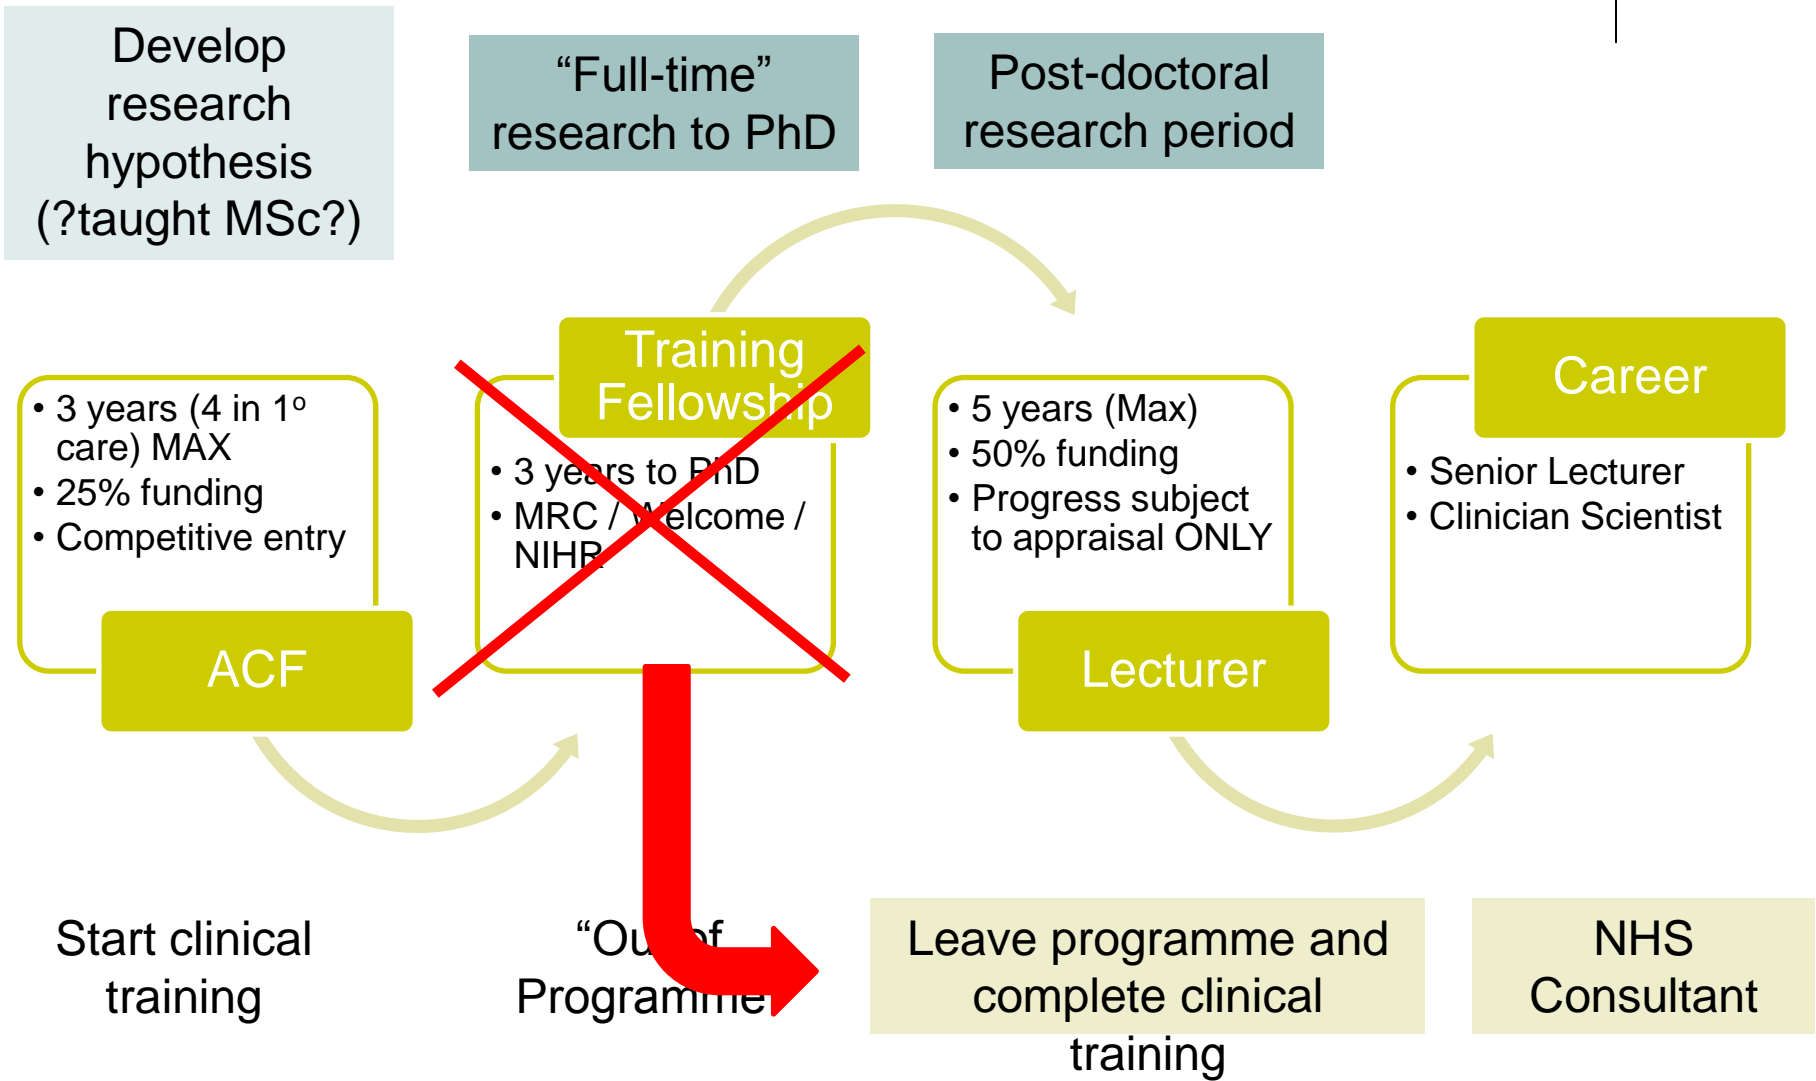 Develop
research
hypothesis
(?taught MSc?)
“Full-time”
research to PhD
Post-doctoral
research period
• 3 years (4 in 1º
care) MAX
• 25% funding
• Competitive entry
ACF
Training
Fellowship
• 3 years to PhD
• MRC / Welcome /
NIHR
• 5 years (Max)
• 50% funding
• Progress subject
to appraisal ONLY
Lecturer
Career
• Senior Lecturer
• Clinician Scientist
Start clinical
training
“Out of
Programme
Leave programme and
complete clinical
training
NHS
Consultant